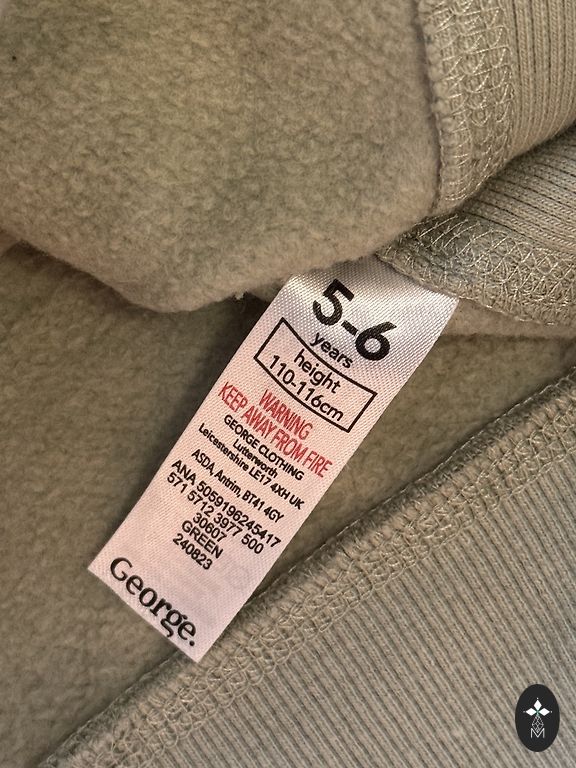 5-6
years
height
110-116cm
WARNING
KEEP AWAY FROM FIRE
GEORGE CLOTHING
Lutterworth
Leicestershire LE17 4XH UK
ASDA, Antrim, BT41 4GY
ANA 5059196245417
571 5712 3977 500
30607
GREEN
240823
George.
M